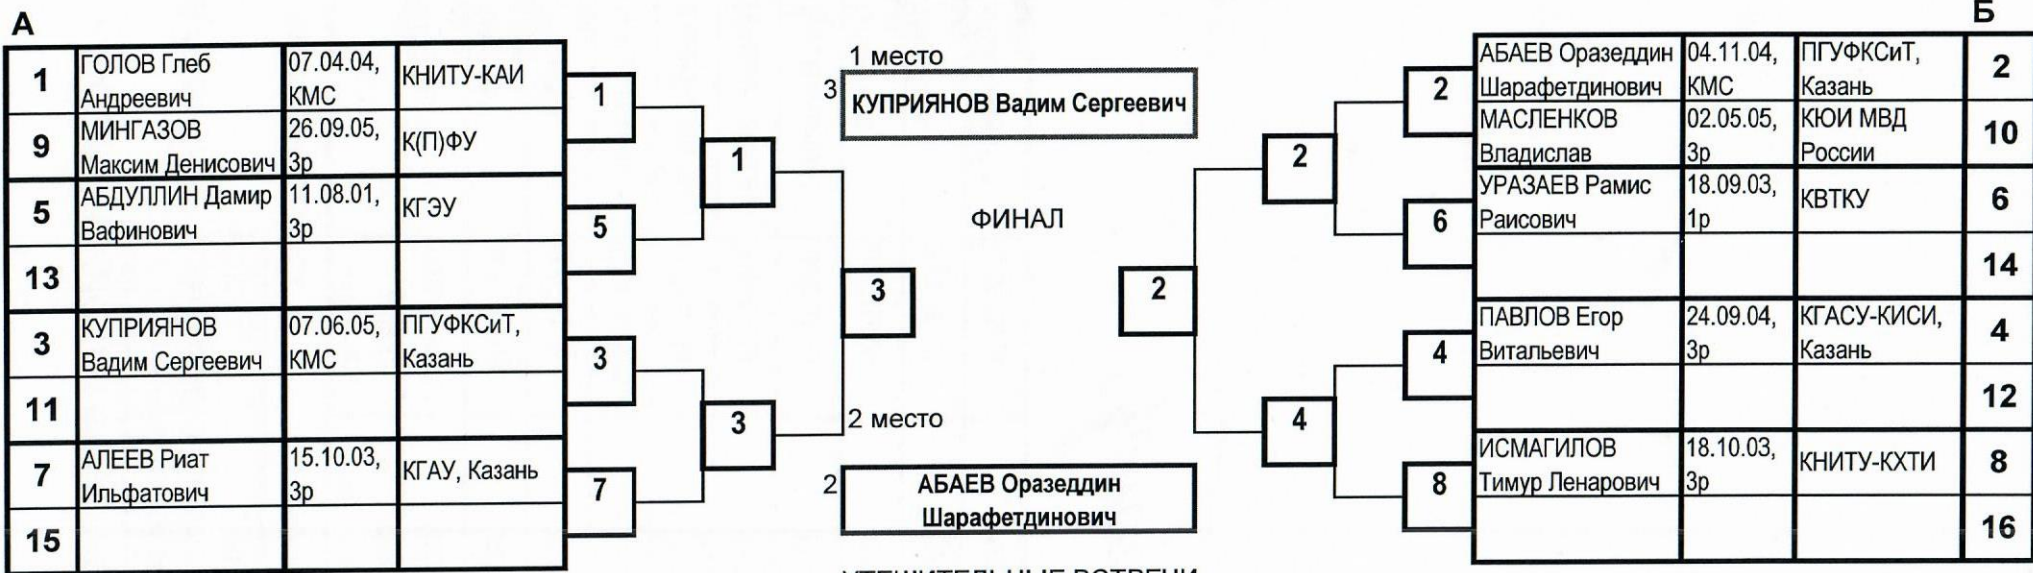 А
1
ГОЛОВ Глеб
Андреевич
07.04.04,
КМС
КНИТУ-КАИ
9
МИНГАЗОВ
Максим Денисович
26.09.05,
3р
К(П)ФУ
5
АБДУЛЛИН Дамир
Вафинович
11.08.01,
3р
КГЭУ
13
3
КУПРИЯНОВ
Вадим Сергеевич
07.06.05,
КМС
ПГУФКСиТ,
Казань
11
7
АЛЕЕВ Риат
Ильфатович
15.10.03,
3р
КГАУ, Казань
15
1
5
3
7
1
3
3
1 место
3
КУПРИЯНОВ Вадим Сергеевич
ФИНАЛ
2 место
2
АБАЕВ Оразеддин
Шарафетдинович
УТЕШИТЕЛЬНЫЕ ВСТРЕЧИ
2
2
4
2
6
4
8
Б
АБАЕВ Оразеддин
Шарафетдинович
04.11.04,
КМС
ПГУФКСиТ,
Казань
2
МАСЛЕНКОВ
Владислав
02.05.05,
3р
КЮИ МВД
России
10
УРАЗАЕВ Рамис
Раисович
18.09.03,
1р
КВТКУ
6
14
ПАВЛОВ Егор
Витальевич
24.09.04,
3р
КГАСУ-КИСИ,
Казань
4
12
ИСМАГИЛОВ
Тимур Ленарович
18.10.03,
3р
КНИТУ-КХТИ
8
16